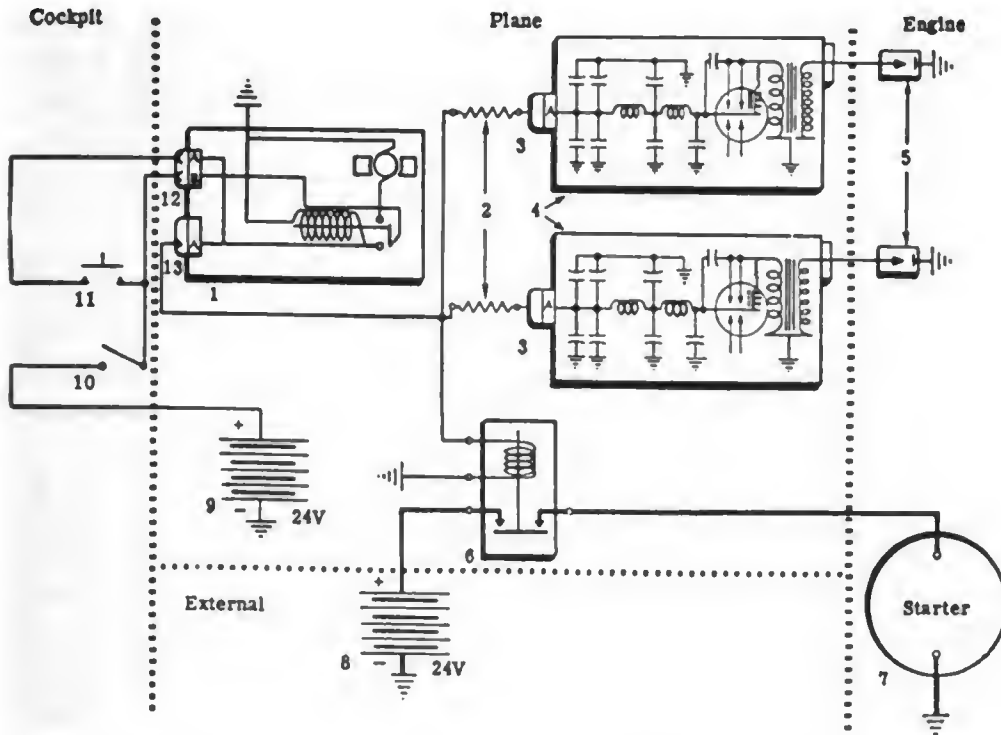 Cockpit
Plane
Engine
3
12
2
4
5
13
1
11
3
10
+
9
-
24V
6
+
External
8
-
24V
Starter
7